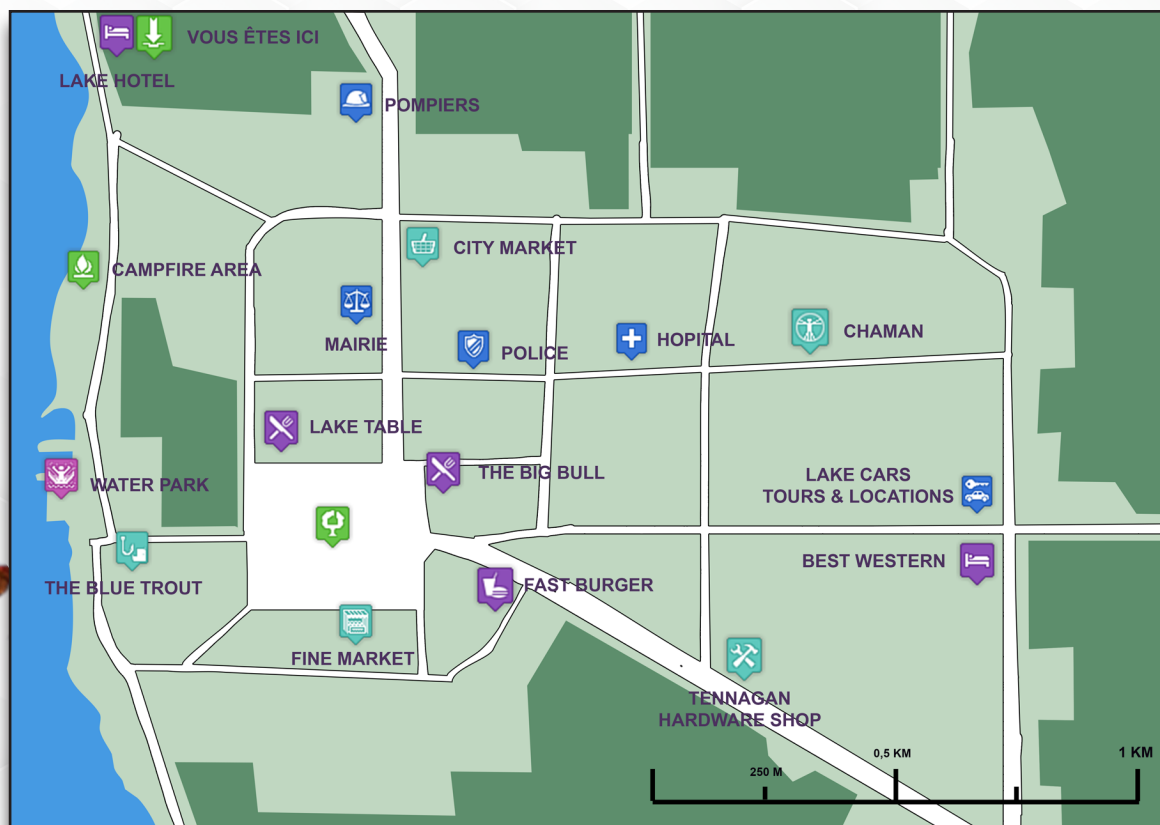 VOUS ÊTES ICI
LAKE HOTEL
POMPIERS
CITY MARKET
CAMPFIRE AREA
MAIRIE
POLICE
HOPITAL
CHAMAN
LAKE TABLE
THE BIG BULL
WATER PARK
LAKE CARS
TOURS & LOCATIONS
BEST WESTERN
THE BLUE TROUT
FAST BURGER
FINE MARKET
TENNAGAN
HARDWARE SHOP
250 M
0,5 KM
1 KM